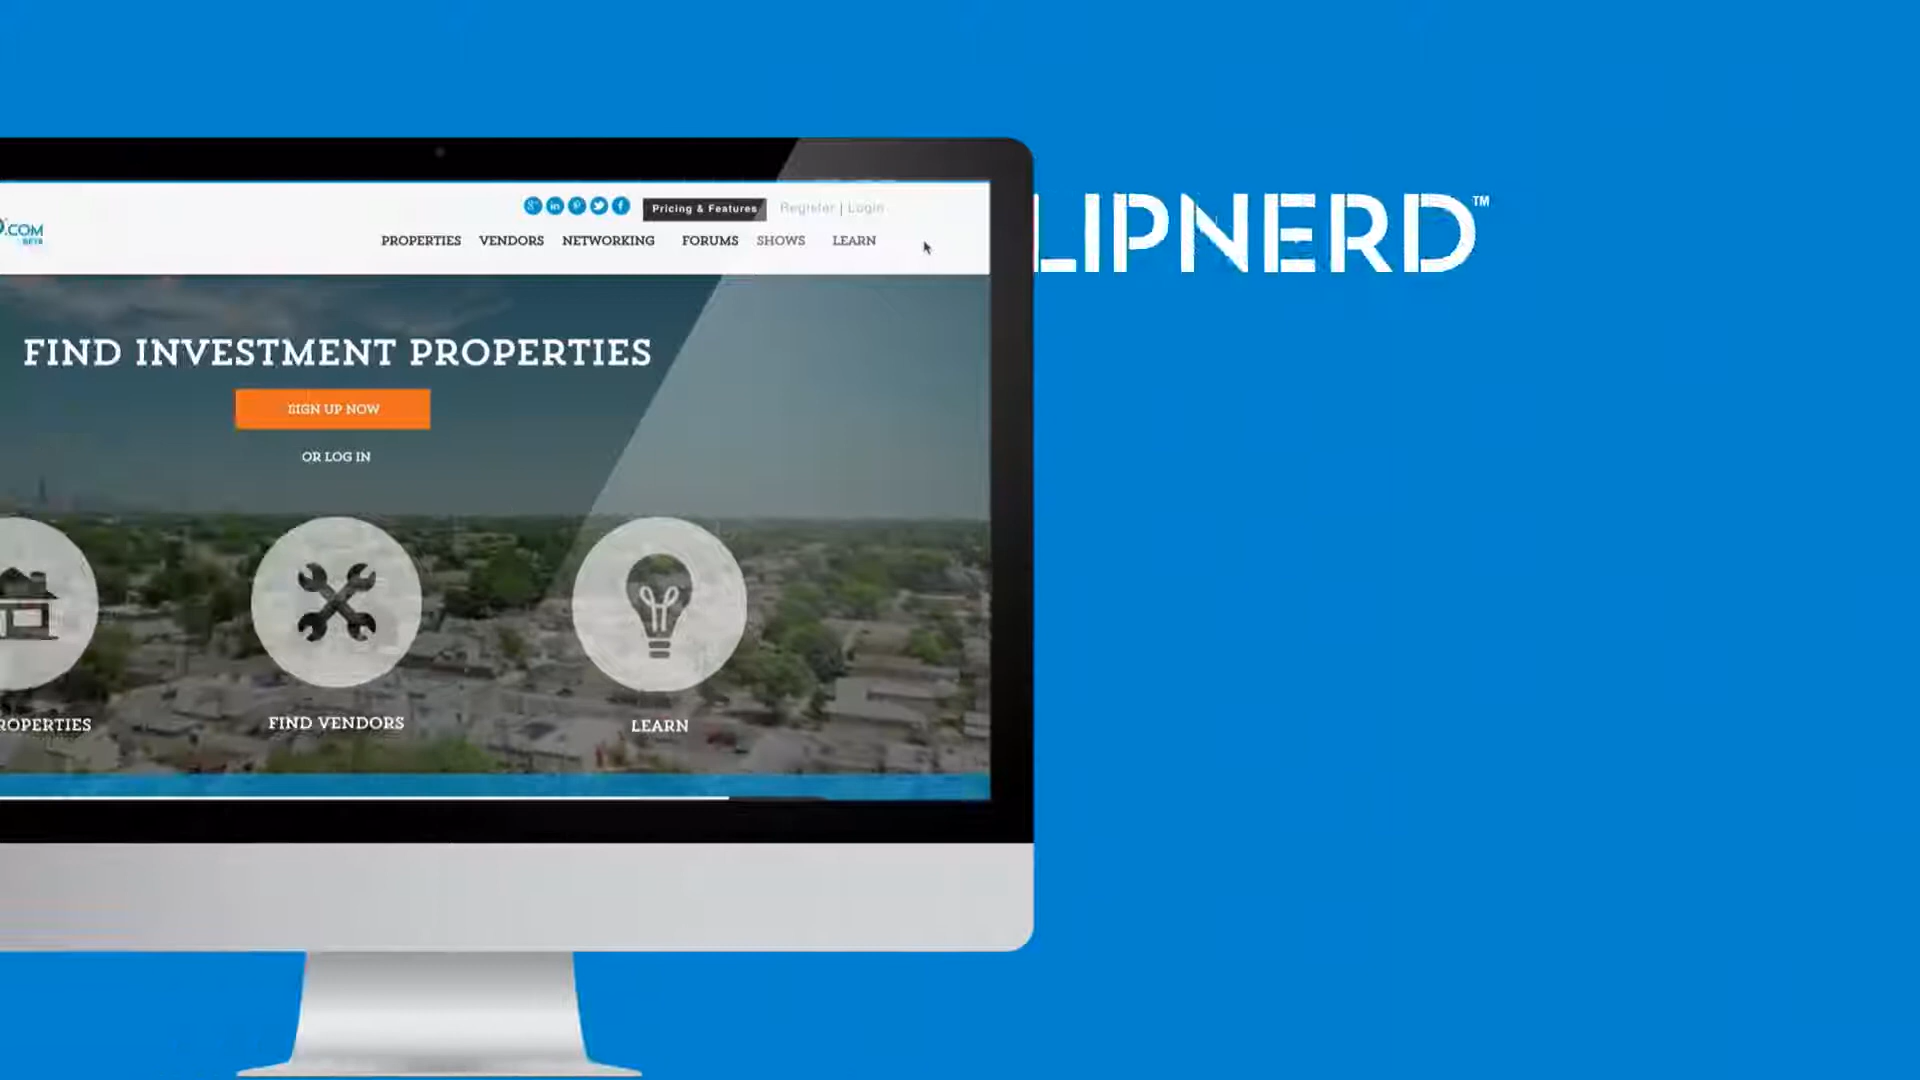 Pricing & Features Register | Login
.COM
BETA
PROPERTIES VENDORS NETWORKING FORUMS SHOWS LEARN
LIPNERD™
FIND INVESTMENT PROPERTIES
SIGN UP NOW
OR LOG IN
ROPERTIES FIND VENDORS LEARN